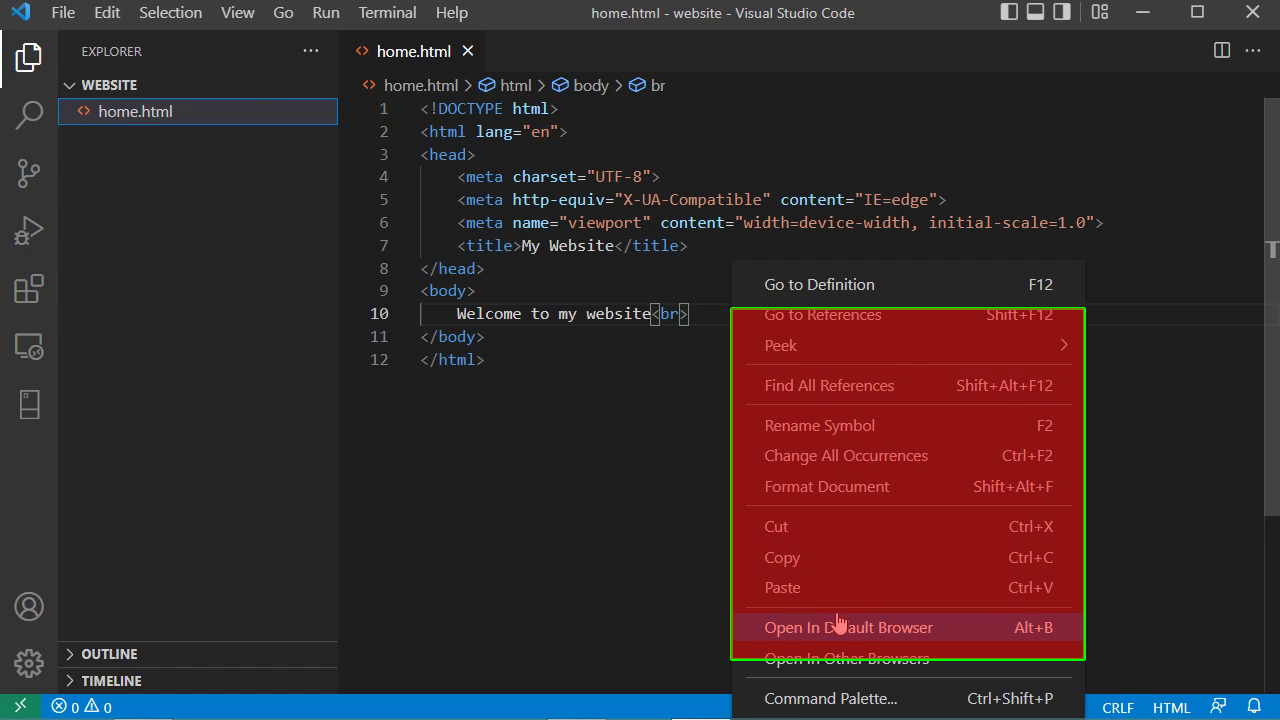 File Edit Selection View Go Run Terminal Help home.html - website - Visual Studio Code
EXPLORER
home.html
WEBSITE
home.html
home.html > html > body > br
1 <!DOCTYPE html>
2 <html lang="en">
3 <head>
4 <meta charset="UTF-8">
5 <meta http-equiv="X-UA-Compatible" content="IE=edge">
6 <meta name="viewport" content="width=device-width, initial-scale=1.0">
7 <title>My Website</title>
8 </head>
9 <body>
10 Welcome to my website<br>
11 </body>
12 </html>
Go to Definition F12
Go to References Shift+F12
Peek >
Find All References Shift+Alt+F12
Rename Symbol F2
Change All Occurrences Ctrl+F2
Format Document Shift+Alt+F
Cut Ctrl+X
Copy Ctrl+C
Paste Ctrl+V
Open In Default Browser Alt+B
Open In Other Browsers
Command Palette... Ctrl+Shift+P
OUTLINE
TIMELINE
0 0 CRLF HTML